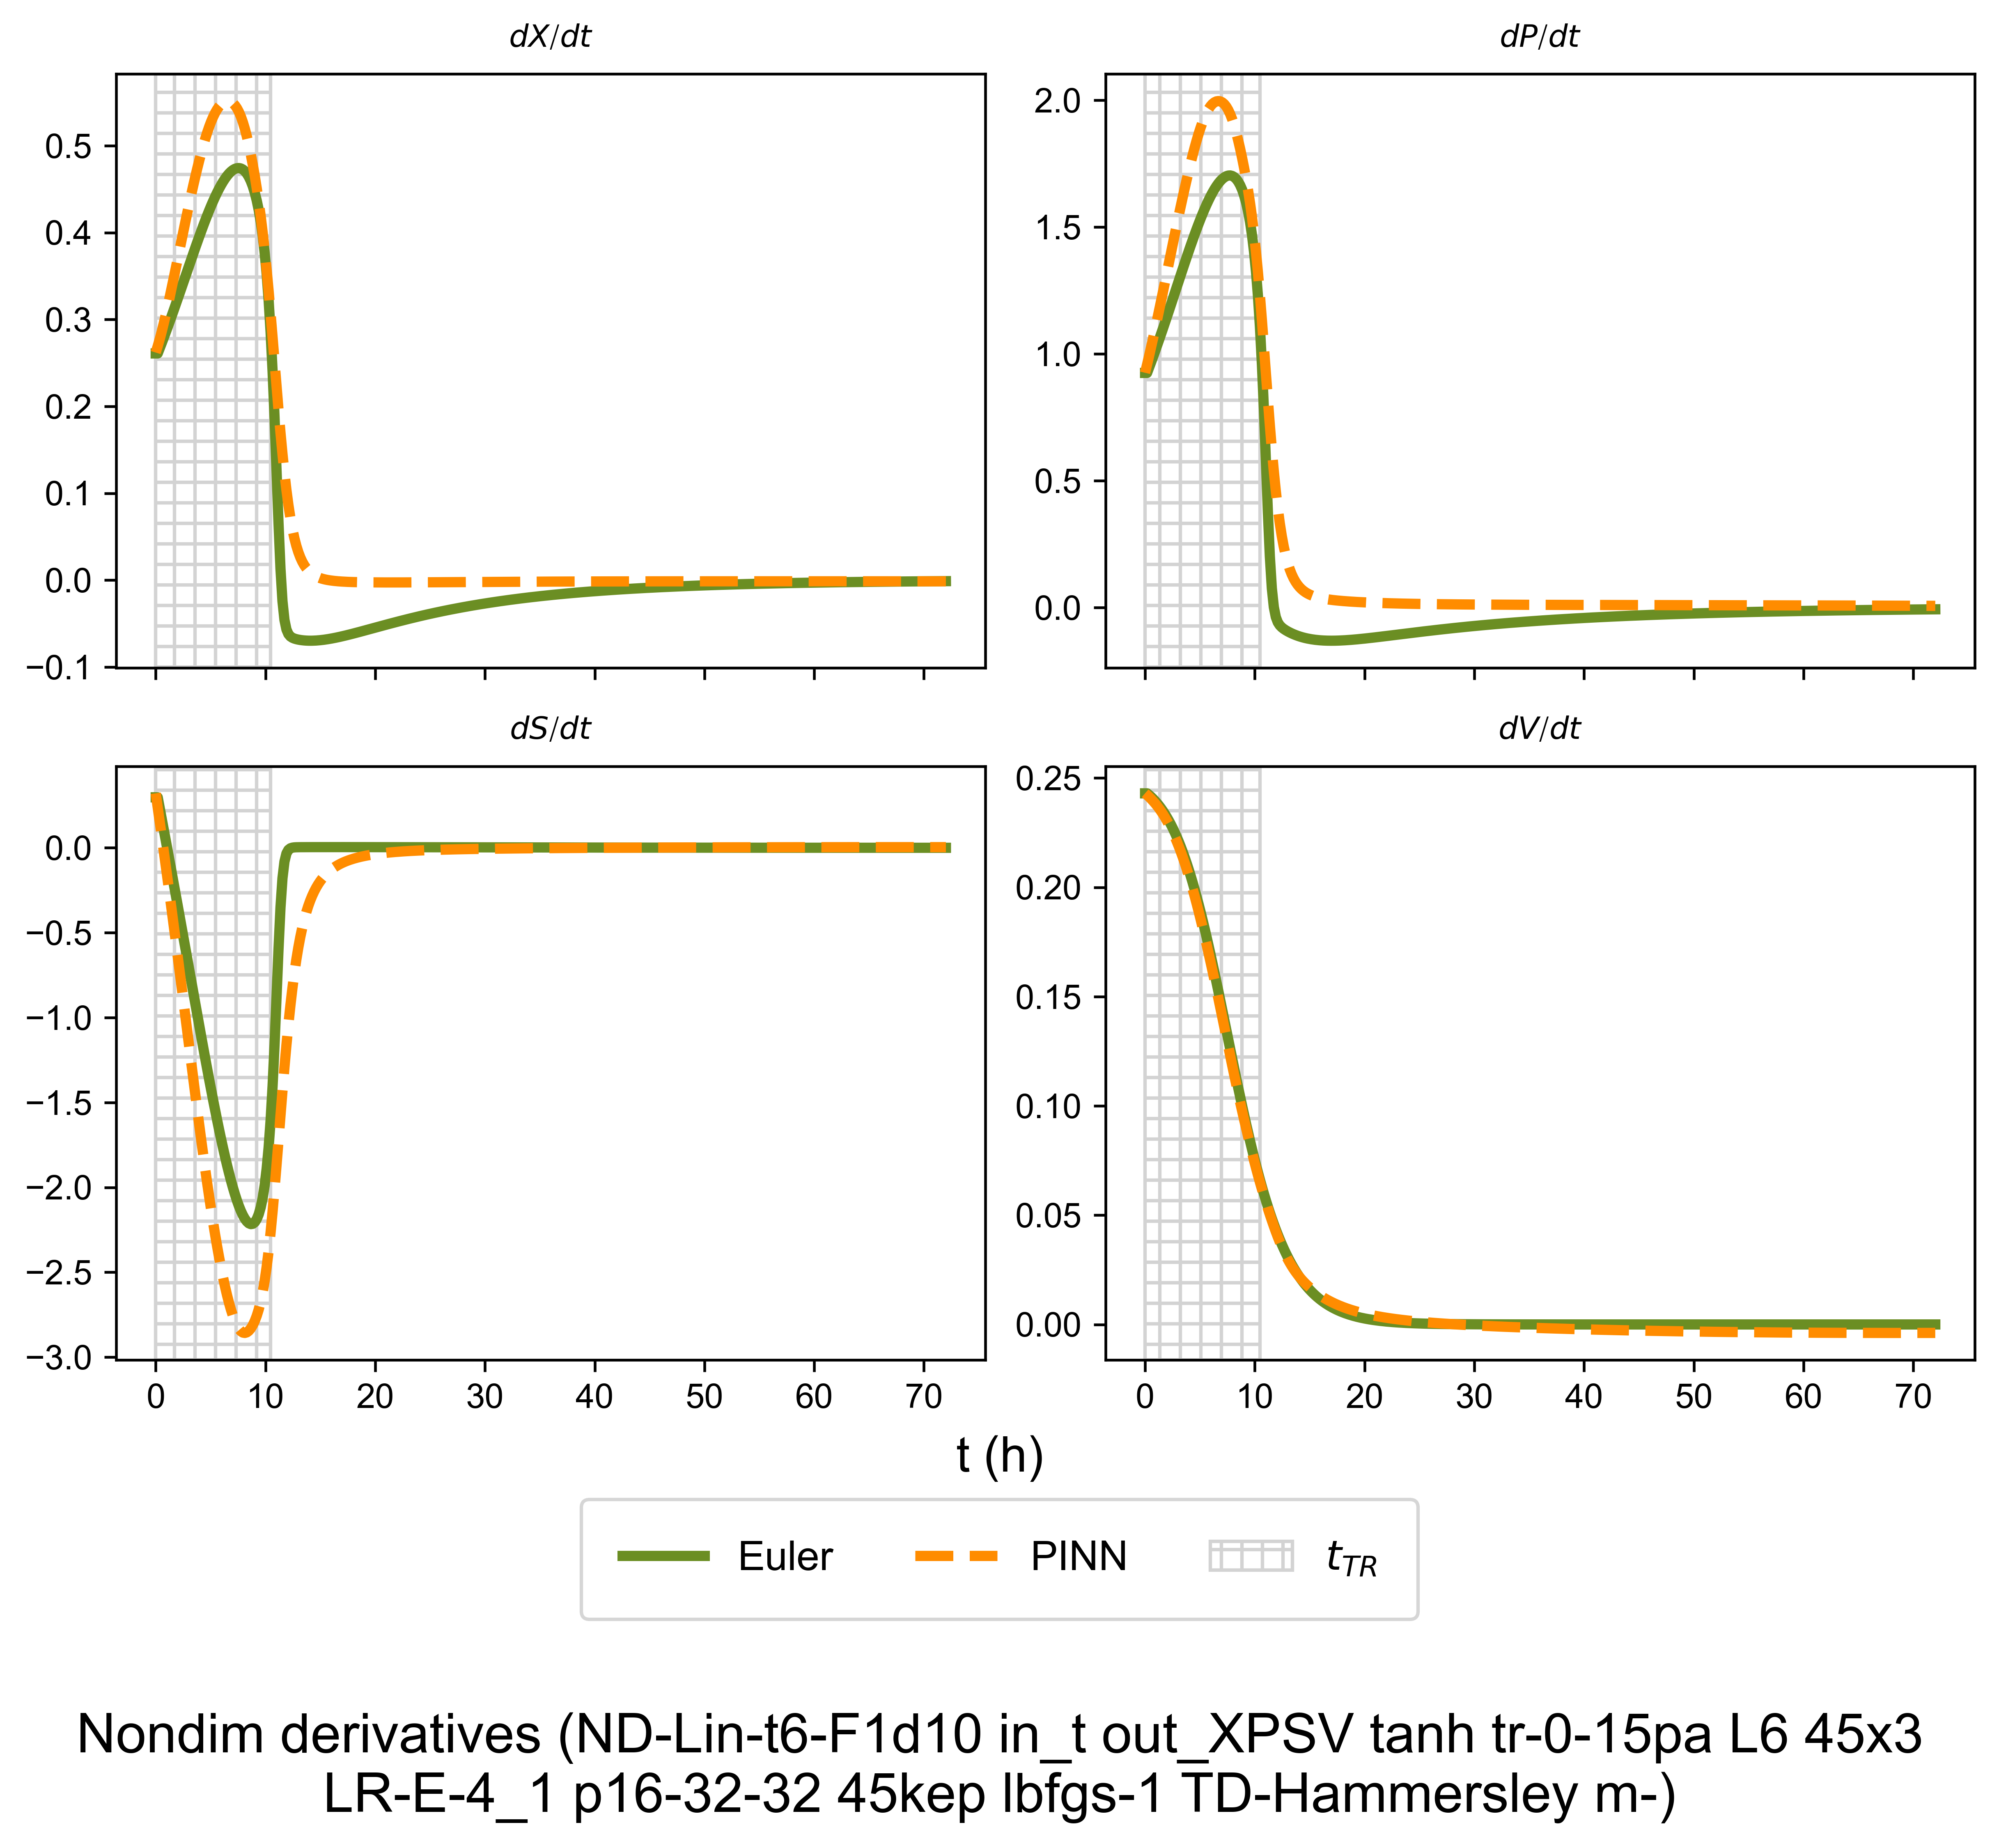 dX/dt
dP/dt
0.5
0.4
0.3
0.2
0.1
0.0
−0.1
2.0
1.5
1.0
0.5
0.0
dS/dt
dV/dt
0.0
−0.5
−1.0
−1.5
−2.0
−2.5
−3.0
0 10 20 30 40 50 60 70
0.25
0.20
0.15
0.10
0.05
0.00
0 10 20 30 40 50 60 70
t (h)
Euler PINN t_TR
Nondim derivatives (ND-Lin-t6-F1d10 in_t out_XPSV tanh tr-0-15pa L6 45x3
LR-E-4_1 p16-32-32 45kep lbfgs-1 TD-Hammersley m-)